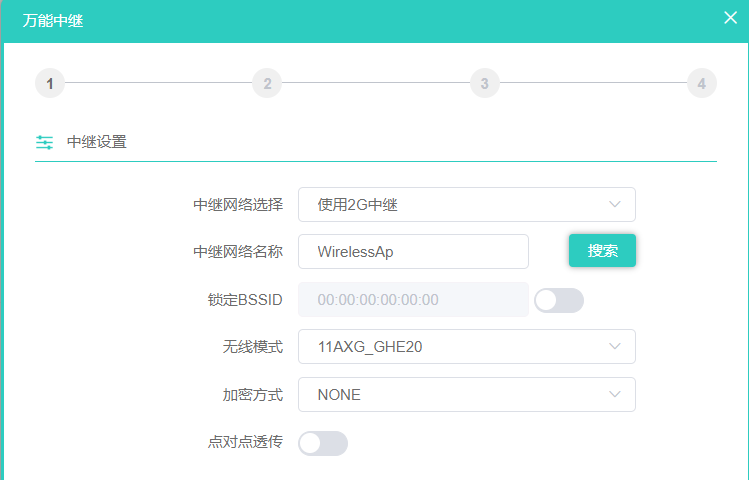 万能中继
1 2 3 4
中继设置
中继网络选择 使用2G中继
中继网络名称 WirelessAp 搜索
锁定BSSID 00:00:00:00:00:00
无线模式 11AXG_GHE20
加密方式 NONE
点对点透传